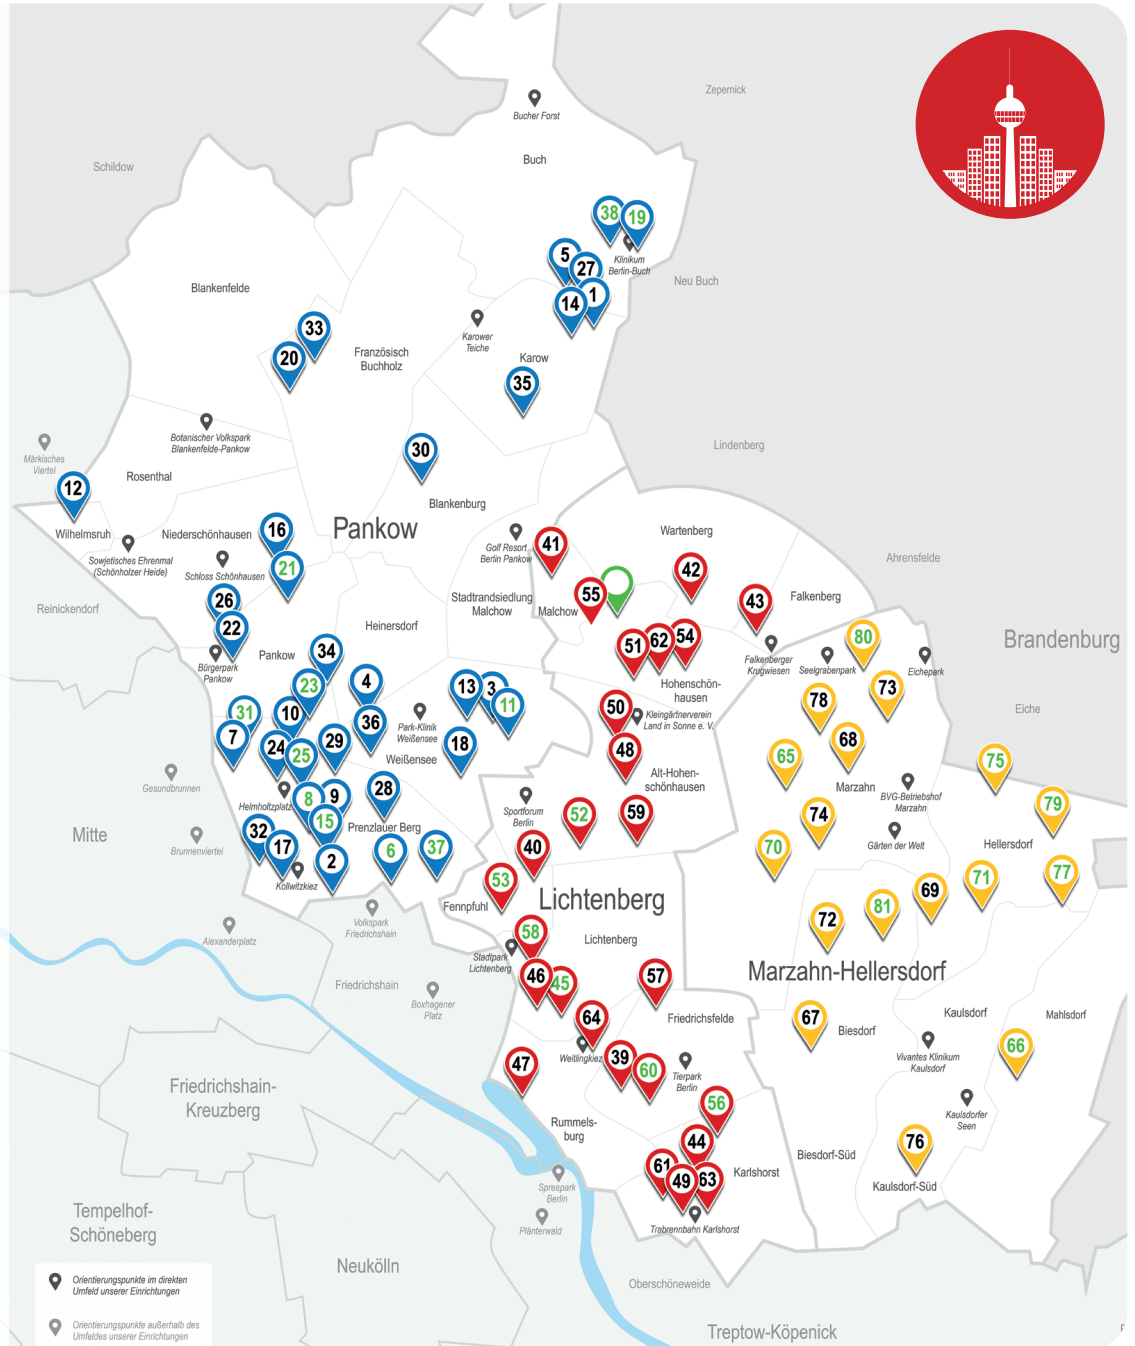 Zepernick
Bucher Forst
Buch
Schildow
38
19
5
27
Klinikum
Berlin-Buch
Neu Buch
Blankenfelde
1
14
33
20
Karower
Teiche
Französisch
Buchholz
Karow
35
Botanischer Volkspark
Blankenfelde-Pankow
Märkisches
Viertel
Lindenberg
30
Rosenthal
12
Blankenburg
Wilhelmsruh
Niederschönhausen
16
Pankow
Wartenberg
Sowjetisches Ehrenmal
(Schönholzer Heide)
Schloss Schönhausen
21
Golf Resort
Berlin Pankow
41
42
Ahrensfelde
Reinickendorf
26
22
Stadtrandsiedlung
Malchow
Malchow
55
43
Falkenberg
Heinersdorf
Bürgerpark
Pankow
Pankow
34
51
62
54
Falkenberger
Krugwiesen
Seelgrabenpark
80
Eichepark
Brandenburg
23
4
13
3
11
Hohenschön-
hausen
78
73
Eiche
31
10
36
Park-Klinik
Weißensee
50
Kleingärtnerverein
Land in Sonne e. V.
7
24
25
29
Weißensee
18
48
68
65
75
Gesundbrunnen
Alt-Hohen-
schönhausen
Marzahn
BVG-Betriebshof
Marzahn
Helmholtzplatz
8
9
28
Sportforum
Berlin
52
59
74
79
Mitte
Brunnenviertel
32
17
15
Prenzlauer Berg
2
6
37
40
70
Gärten der Welt
Hellersdorf
Kollwitzkiez
53
Fennpfuhl
Lichtenberg
69
71
77
Alexanderplatz
Volkspark
Friedrichshain
58
Lichtenberg
72
81
Stadtpark
Lichtenberg
46
45
57
Marzahn-Hellersdorf
Friedrichshain
Boxhagener
Platz
64
Friedrichsfelde
67
Biesdorf
Kaulsdorf
Mahlsdorf
Weitlingkiez
47
39
60
Tierpark
Berlin
Vivantes Klinikum
Kaulsdorf
66
Friedrichshain-
Kreuzberg
56
Kaulsdorfer
Seen
Rummels-
burg
44
76
61
49
63
Karlshorst
Biesdorf-Süd
Kaulsdorf-Süd
Spreepark
Berlin
Tempelhof-
Schöneberg
Plänterwald
Trabrennbahn Karlshorst
Neukölln
Oberschöneweide
Orientierungspunkte im direkten
Umfeld unserer Einrichtungen
Orientierungspunkte außerhalb des
Umfeldes unserer Einrichtungen
Treptow-Köpenick